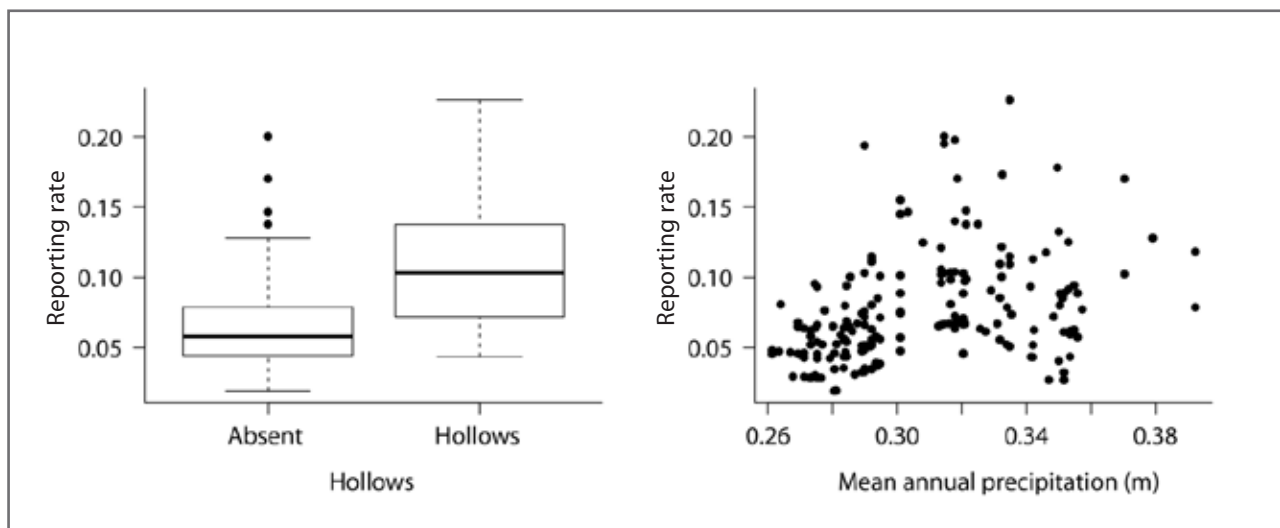 Reporting rate
0.20
0.15
0.10
0.05
Absent
Hollows
Hollows
Reporting rate
0.20
0.15
0.10
0.05
0.26
0.30
0.34
0.38
Mean annual precipitation (m)